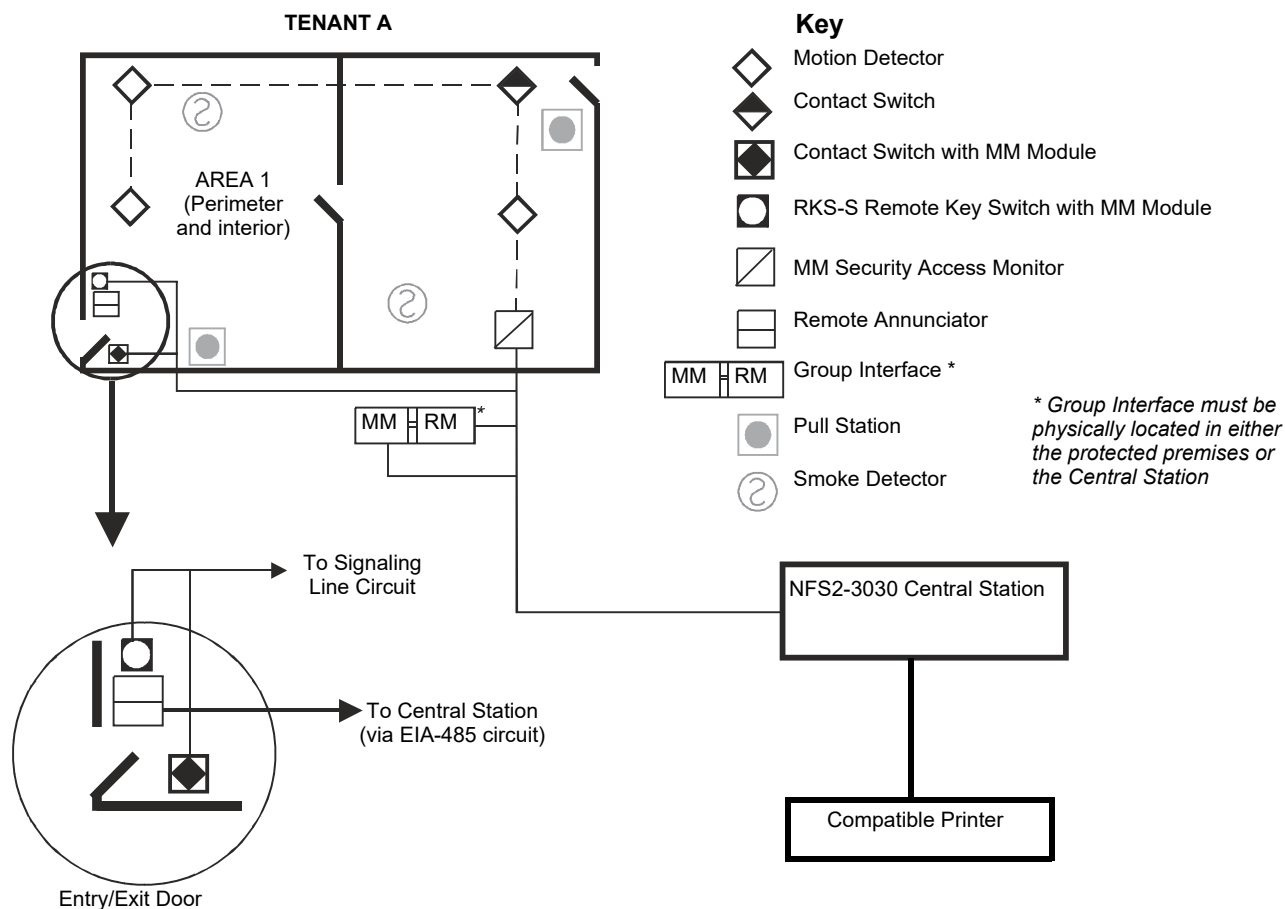 TENANT A
AREA 1
(Perimeter
and interior)
MM
RM
*
Key
Motion Detector
Contact Switch
Contact Switch with MM Module
RKS-S Remote Key Switch with MM Module
MM Security Access Monitor
Remote Annunciator
MM
RM
Group Interface *
Pull Station
Smoke Detector
* Group Interface must be
physically located in either
the protected premises or
the Central Station
To Signaling
Line Circuit
To Central Station
(via EIA-485 circuit)
Entry/Exit Door
NFS2-3030 Central Station
Compatible Printer